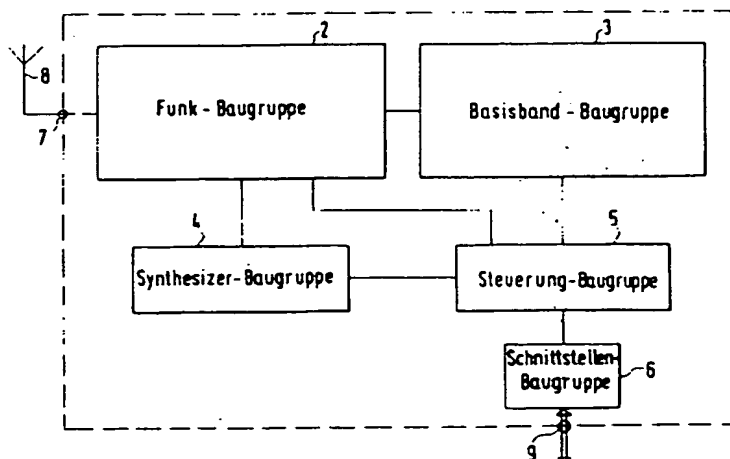 2
3
8
Funk-Baugruppe
Basisband-Baugruppe
7
4
5
Synthesizer-Baugruppe
Steuerung-Baugruppe
Schnittstellen-
Baugruppe
6
9